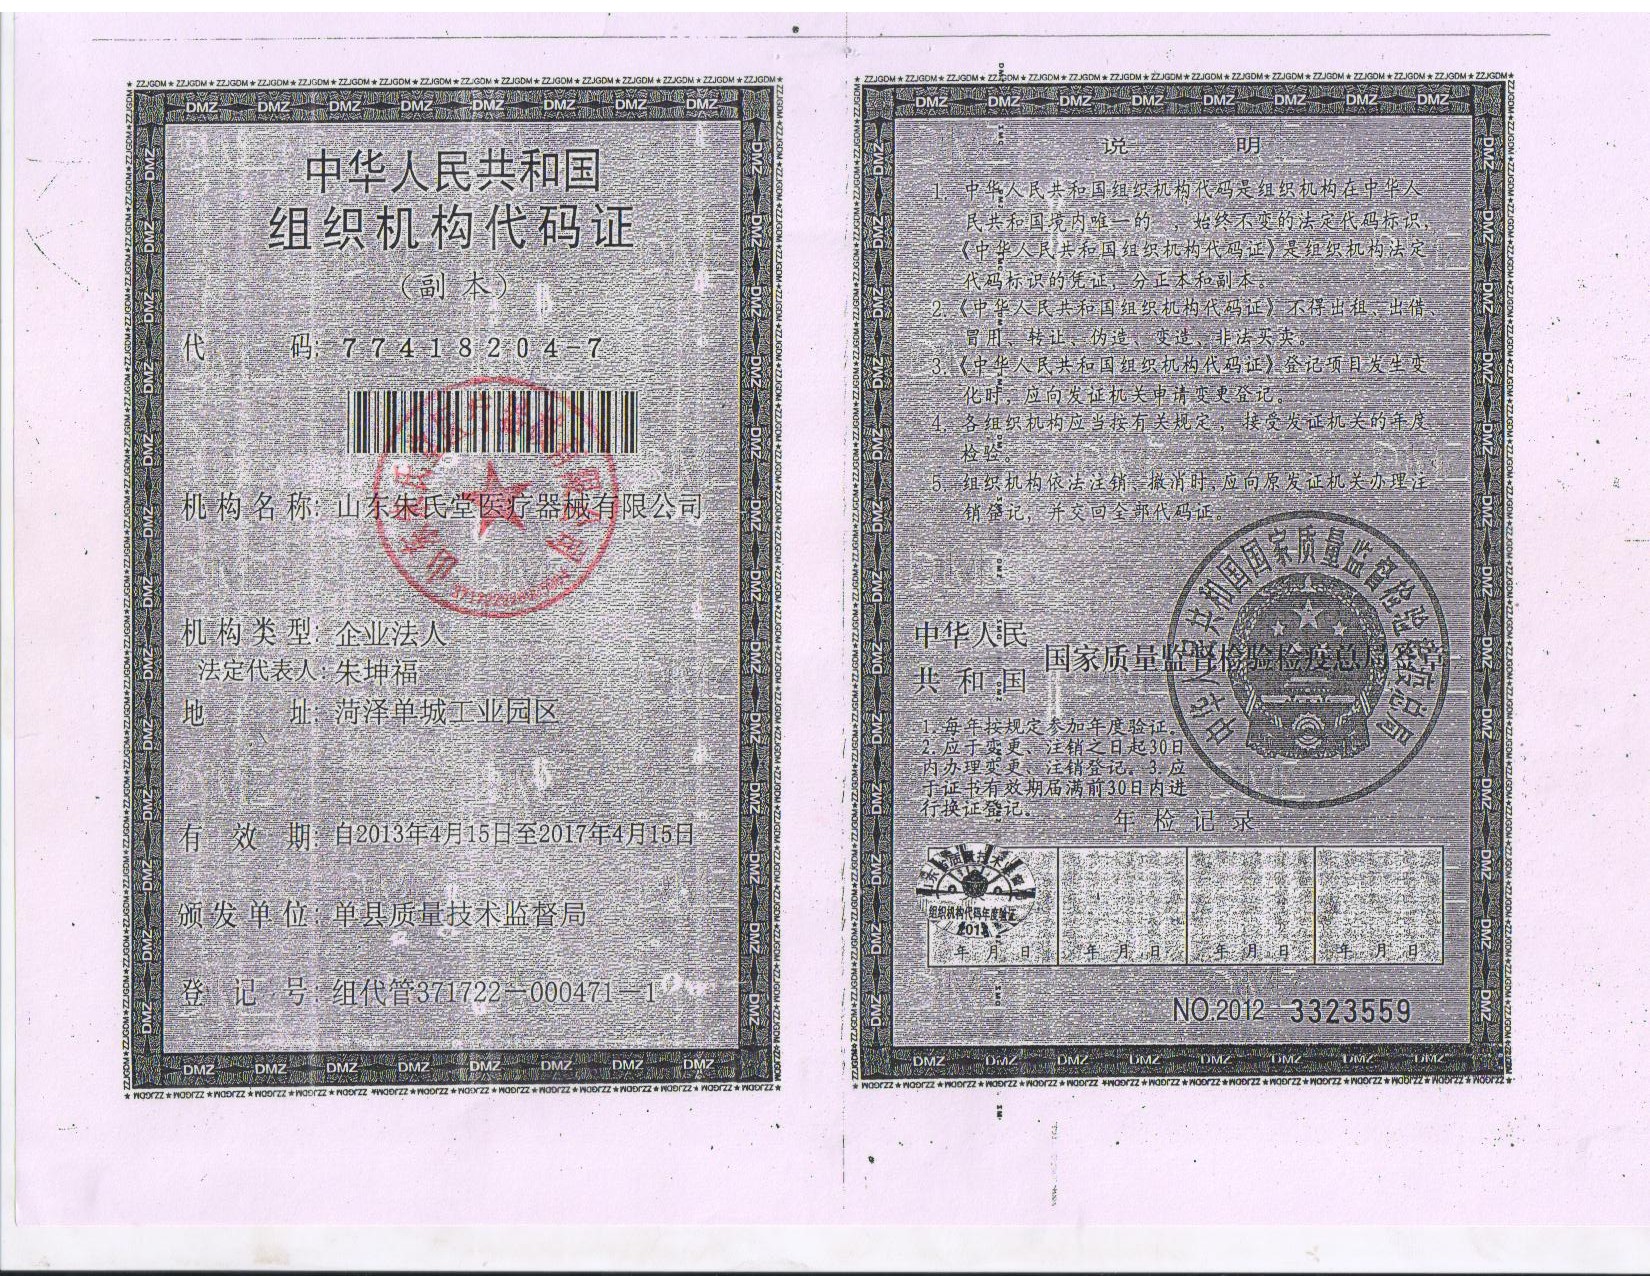 中华人民共和国
组织机构代码证
（副 本）
代 码: 77418204-7
机构名称: 山东朱氏堂医疗器械有限公司
机构类型: 企业法人
法定代表人: 朱坤福
地 址: 菏泽单城工业园区
有 效 期: 自2013年4月15日至2017年4月15日
颁发单位: 单县质量技术监督局
登 记 号: 组代管371722-000471-1
说 明
1. 中华人民共和国组织机构代码是组织机构在中华人
民共和国境内唯一的 ，始终不变的法定代码标识,
《中华人民共和国组织机构代码证》是组织机构法定
代码标识的凭证，分正本和副本。
2.《中华人民共和国组织机构代码证》不得出租、出借、
冒用、转让、伪造、变造、非法买卖。
3.《中华人民共和国组织机构代码证》登记项目发生变
化时，应向发证机关申请变更登记。
4. 各组织机构应当按有关规定，接受发证机关的年度
检验。
5. 组织机构依法注销、撤消时,应向原发证机关办理注
销登记，并交回全部代码证。
中华人民
共和国
国家质量监督检验检疫总局
中华人民共和国国家质量监督检验检疫总局
1.每年按规定参加年度验证。
2.应于变更、注销之日起30日
内办理变更、注销登记。3.应
于证书有效期届满前30日内进
行换证登记。
年 检 记 录
组织机构代码年度验证
年 月 日 年 月 日 年 月 日 年 月 日
NO.2012 3323559